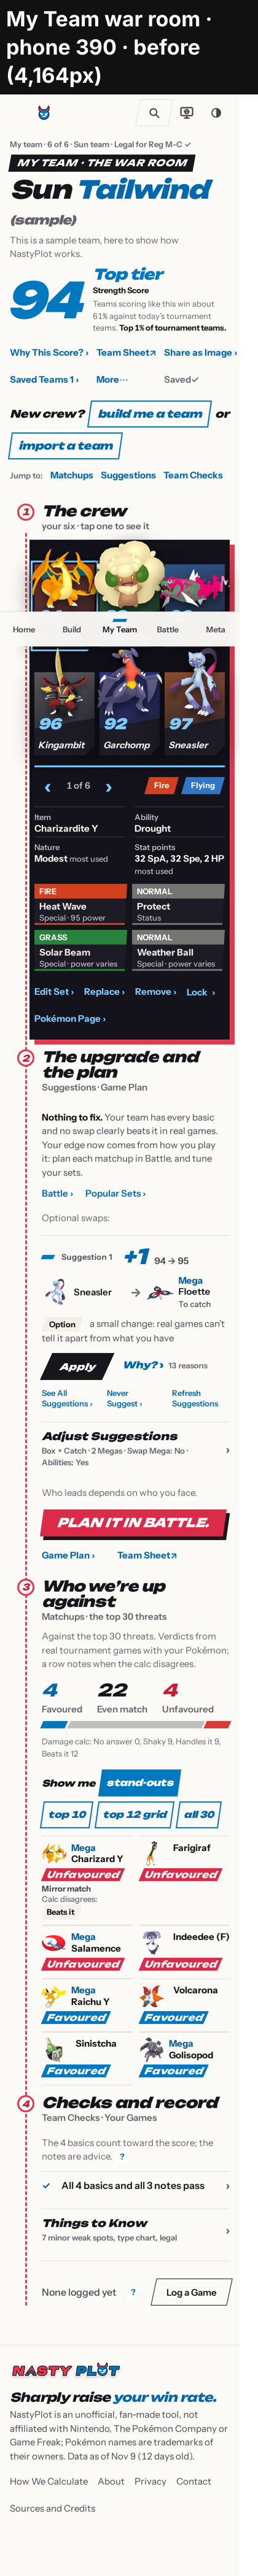 My Team war room ·
phone 390 · before
(4,164px)
My team · 6 of 6 · Sun team · Legal for Reg M-C ✓
MY TEAM · THE WAR ROOM
Sun Tailwind
(sample)
This is a sample team, here to show how
NastyPlot works.
94
Top tier
Strength Score
Teams scoring like this win about
61% against today's tournament
teams. Top 1% of tournament teams.
Why This Score? › Team Sheet↗ Share as Image ›
Saved Teams 1 › More··· Saved✓
New crew? build me a team or
import a team
Jump to: Matchups Suggestions Team Checks
1 The crew
your six · tap one to see it
Home Build My Team Battle Meta
96 92 97
Kingambit Garchomp Sneasler
‹ 1 of 6 › Fire Flying
Item Ability
Charizardite Y Drought
Nature Stat points
Modest most used 32 SpA, 32 Spe, 2 HP
most used
FIRE NORMAL
Heat Wave Protect
Special · 95 power Status
GRASS NORMAL
Solar Beam Weather Ball
Special · power varies Special · power varies
Edit Set › Replace › Remove › Lock ›
Pokémon Page ›
2 The upgrade and
the plan
Suggestions · Game Plan
Nothing to fix. Your team has every basic
and no swap clearly beats it in real games.
Your edge now comes from how you play
it: plan each matchup in Battle, and tune
your sets.
Battle › Popular Sets ›
Optional swaps:
Suggestion 1 +1 94 → 95
Sneasler → Mega
Floette
To catch
Option a small change: real games can't
tell it apart from what you have
Apply Why? › 13 reasons
See All Never Refresh
Suggestions › Suggest › Suggestions
Adjust Suggestions
Box + Catch · 2 Megas · Swap Mega: No ·
Abilities: Yes ›
Who leads depends on who you face.
PLAN IT IN BATTLE.
Game Plan › Team Sheet↗
3 Who we're up
against
Matchups · the top 30 threats
Against the top 30 threats. Verdicts from
real tournament games with your Pokémon;
a row notes when the calc disagrees.
4 22 4
Favoured Even match Unfavoured
Damage calc: No answer 0, Shaky 9, Handles it 9,
Beats it 12
Show me stand-outs
top 10 top 12 grid all 30
Mega Farigiraf
Charizard Y
Unfavoured Unfavoured
Mirror match
Calc disagrees:
Beats it
Mega Indeedee (F)
Salamence
Unfavoured Unfavoured
Mega Volcarona
Raichu Y
Favoured Favoured
Sinistcha Mega
Golisopod
Favoured Favoured
4 Checks and record
Team Checks · Your Games
The 4 basics count toward the score; the
notes are advice. ?
✓ All 4 basics and all 3 notes pass ›
Things to Know
7 minor weak spots, type chart, legal ›
None logged yet ? Log a Game
NASTY PLOT
Sharply raise your win rate.
NastyPlot is an unofficial, fan-made tool, not
affiliated with Nintendo, The Pokémon Company or
Game Freak; Pokémon names are trademarks of
their owners. Data as of Nov 9 (12 days old).
How We Calculate About Privacy Contact
Sources and Credits